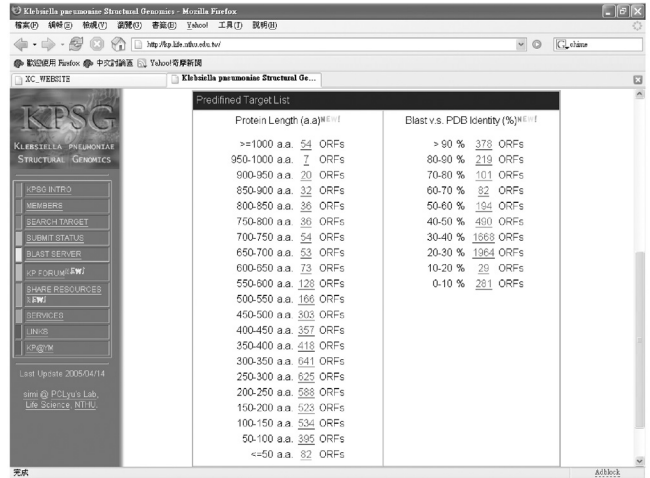 Klebsiella pneumoniae Structural Genomics - Mozilla Firefox
檔案(F) 編輯(E) 檢視(V) 瀏覽(G) 書籤(B) Yahoo! 工具(T) 說明(H)
http://kp.life.nthu.edu.tw/
chime
歡迎使用 Firefox 中文討論區 Yahoo!奇摩新聞
XC_WEBSITE
Klebsiella pneumoniae Structural Ge...
KPSG
KLEBSIELLA PNEUMONIAE
STRUCTURAL GENOMICS
KPSG INTRO
MEMBERS
SEARCH TARGET
SUBMIT STATUS
BLAST SERVER
KP FORUM NEW!
SHARE RESOURCES
NEW!
SERVICES
LINKS
KP@YM
Last Update 2005/04/14
aimi @ PCLyu's Lab,
Life Science, NTHU.
Predifined Target List
Protein Length (a.a) NEW!
>=1000 a.a. 54 ORFs
950-1000 a.a. 7 ORFs
900-950 a.a. 20 ORFs
850-900 a.a. 32 ORFs
800-850 a.a. 36 ORFs
750-800 a.a. 36 ORFs
700-750 a.a. 54 ORFs
650-700 a.a. 53 ORFs
600-650 a.a. 73 ORFs
550-600 a.a. 128 ORFs
500-550 a.a. 166 ORFs
450-500 a.a. 303 ORFs
400-450 a.a. 357 ORFs
350-400 a.a. 418 ORFs
300-350 a.a. 641 ORFs
250-300 a.a. 625 ORFs
200-250 a.a. 588 ORFs
150-200 a.a. 523 ORFs
100-150 a.a. 534 ORFs
50-100 a.a. 395 ORFs
<=50 a.a. 82 ORFs
Blast v.s. PDB Identity (%) NEW!
> 90 % 378 ORFs
80-90 % 219 ORFs
70-80 % 101 ORFs
60-70 % 82 ORFs
50-60 % 194 ORFs
40-50 % 490 ORFs
30-40 % 1668 ORFs
20-30 % 1964 ORFs
10-20 % 29 ORFs
0-10 % 281 ORFs
完成
Adblock